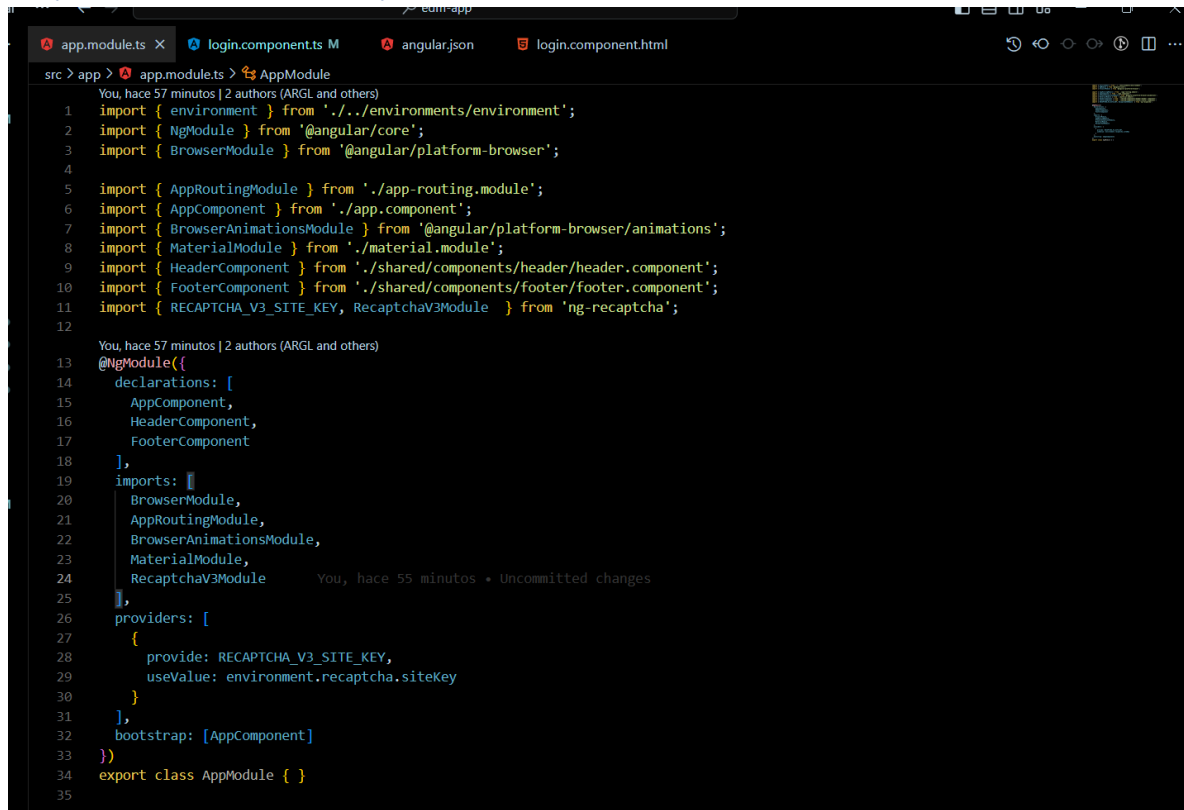 edm-app
app.module.ts login.component.ts M angular.json login.component.html
src > app > app.module.ts > AppModule
You, hace 57 minutos | 2 authors (ARGL and others)
1 import { environment } from './../environments/environment';
2 import { NgModule } from '@angular/core';
3 import { BrowserModule } from '@angular/platform-browser';
4
5 import { AppRoutingModule } from './app-routing.module';
6 import { AppComponent } from './app.component';
7 import { BrowserAnimationsModule } from '@angular/platform-browser/animations';
8 import { MaterialModule } from './material.module';
9 import { HeaderComponent } from './shared/components/header/header.component';
10 import { FooterComponent } from './shared/components/footer/footer.component';
11 import { RECAPTCHA_V3_SITE_KEY, RecaptchaV3Module  } from 'ng-recaptcha';
12
You, hace 57 minutos | 2 authors (ARGL and others)
13 @NgModule({
14   declarations: [
15     AppComponent,
16     HeaderComponent,
17     FooterComponent
18   ],
19   imports: [
20     BrowserModule,
21     AppRoutingModule,
22     BrowserAnimationsModule,
23     MaterialModule,
24     RecaptchaV3Module You, hace 55 minutos • Uncommitted changes
25   ],
26   providers: [
27     {
28       provide: RECAPTCHA_V3_SITE_KEY,
29       useValue: environment.recaptcha.siteKey
30     }
31   ],
32   bootstrap: [AppComponent]
33 })
34 export class AppModule { }
35